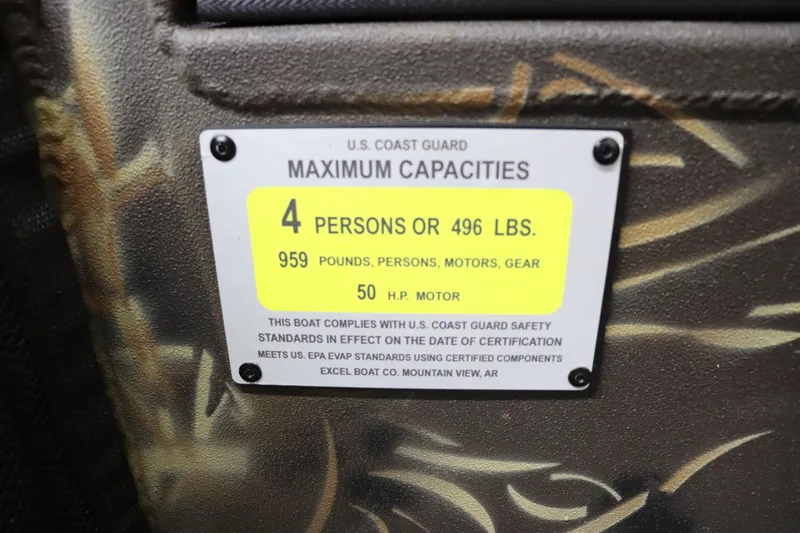 U.S. COAST GUARD
MAXIMUM CAPACITIES
4 PERSONS OR 496 LBS.
959 POUNDS, PERSONS, MOTORS, GEAR
50 H.P. MOTOR
THIS BOAT COMPLIES WITH U.S. COAST GUARD SAFETY
STANDARDS IN EFFECT ON THE DATE OF CERTIFICATION
MEETS US. EPA EVAP STANDARDS USING CERTIFIED COMPONENTS
EXCEL BOAT CO. MOUNTAIN VIEW, AR